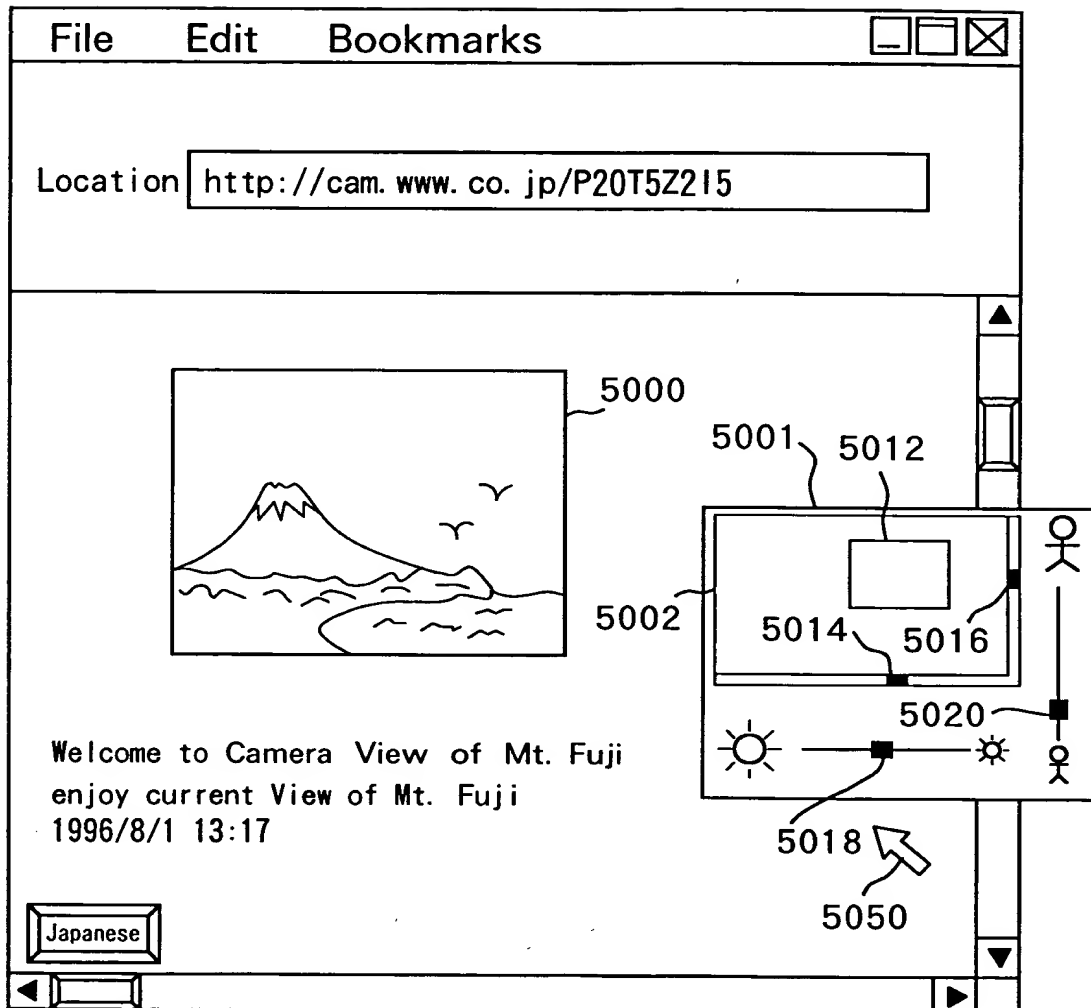 File Edit Bookmarks
Location http://cam.www.co.jp/P20T5Z2I5
5000
5001
5012
5002
5014
5016
5020
Welcome to Camera View of Mt. Fuji
enjoy current View of Mt. Fuji
1996/8/1 13:17
5018
5050
Japanese